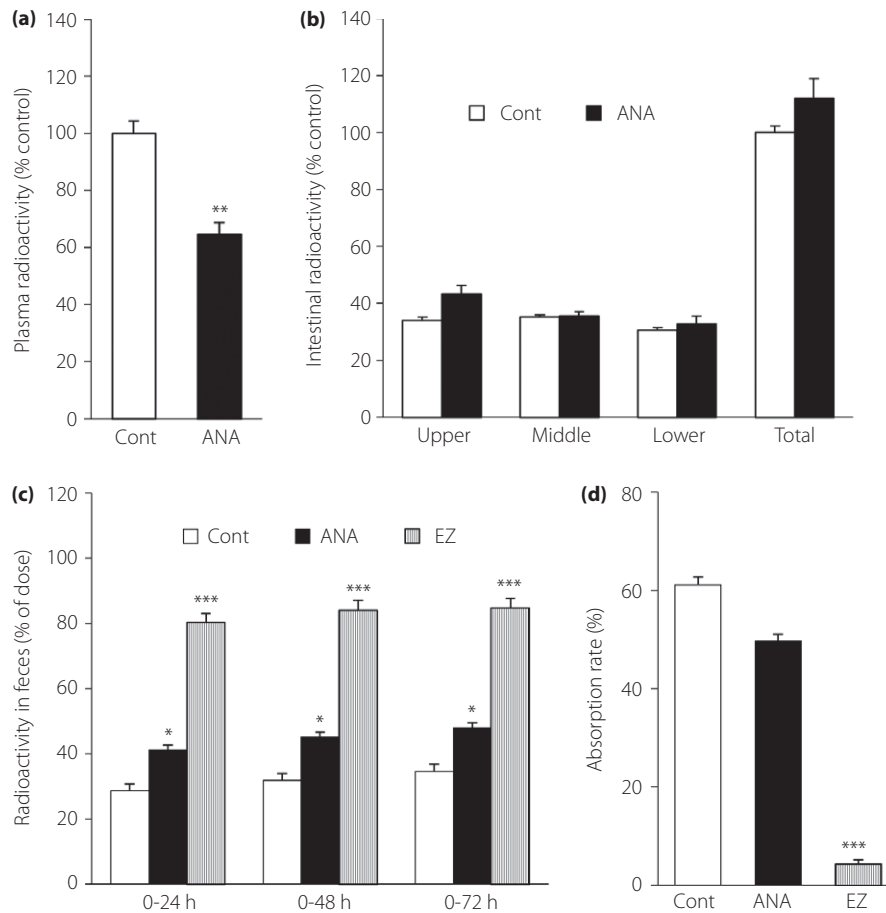 (a)
140
120
100
80
60
40
20
0
Plasma radioactivity (% control)
**
Cont ANA
(b)
140
120
100
80
60
40
20
0
Intestinal radioactivity (% control)
Cont ANA
Upper Middle Lower Total
(c)
120
100
80
60
40
20
0
Radioactivity in feces (% of dose)
Cont ANA EZ
* *** * *** * ***
0-24 h 0-48 h 0-72 h
(d)
80
60
40
20
0
Absorption rate (%)
***
Cont ANA EZ